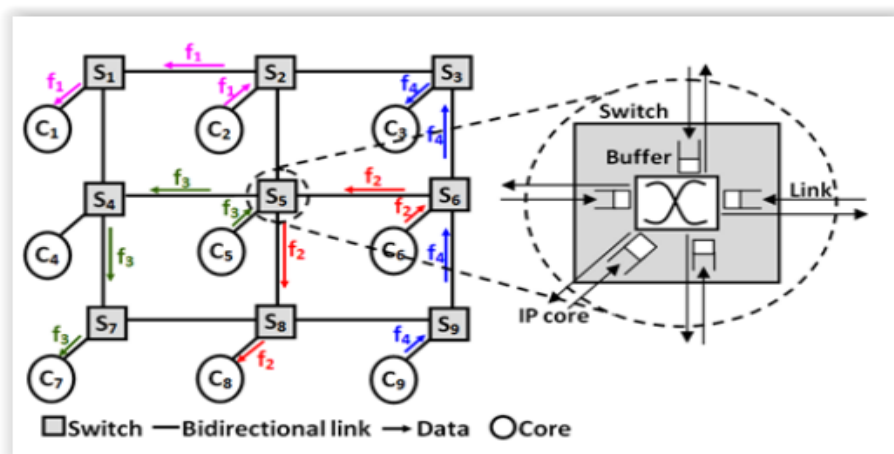 f₁
S₁ S₂ S₃
f₁ f₁ f₄
C₁ C₂ C₃
f₄
Switch
Buffer
Link
IP core
f₃ f₂
S₄ S₅ S₆
f₃ f₂
C₄ C₅ C₆
f₃ f₂ f₄
S₇ S₈ S₉
f₃ f₂ f₄
C₇ C₈ C₉
Switch Bidirectional link Data Core